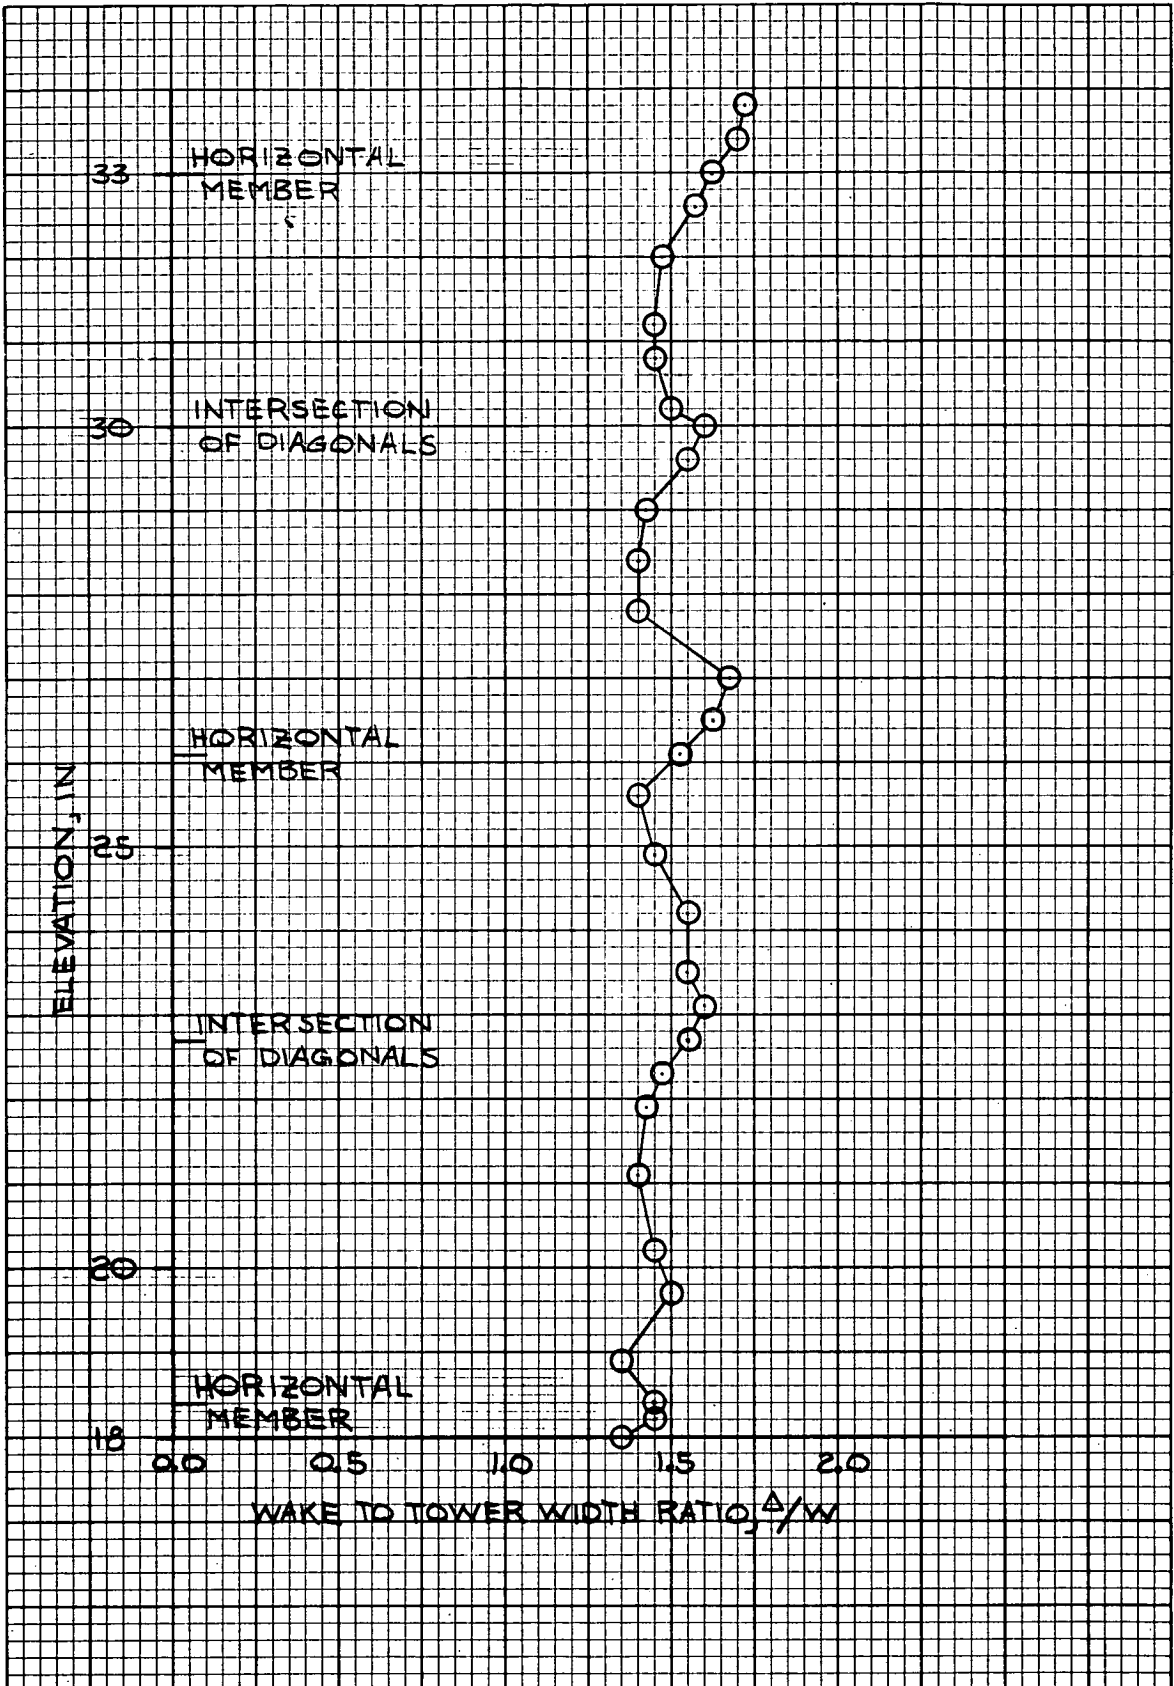 33
HORIZONTAL
MEMBER
30
INTERSECTION
OF DIAGONALS
HORIZONTAL
MEMBER
ELEVATION, IN
25
INTERSECTION
OF DIAGONALS
20
HORIZONTAL
MEMBER
18
0.0 0.5 1.0 1.5 2.0
WAKE TO TOWER WIDTH RATIO, Δ/W